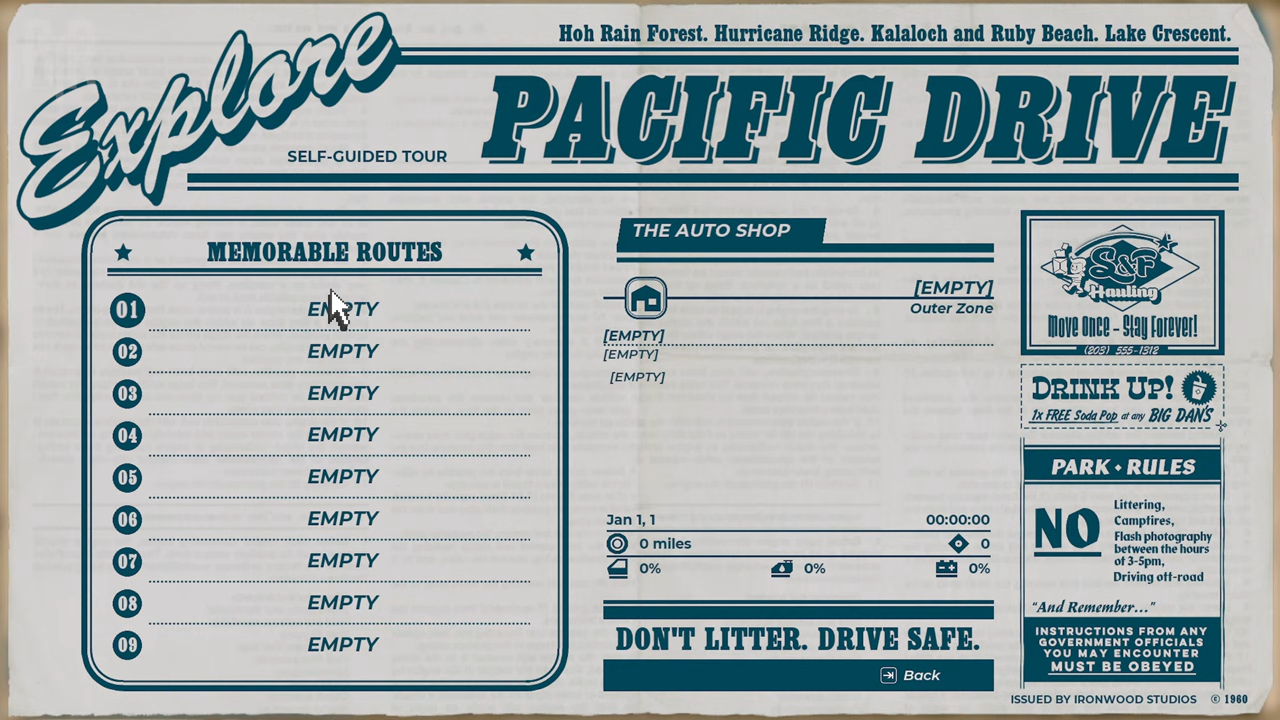 Explore
Hoh Rain Forest. Hurricane Ridge. Kalaloch and Ruby Beach. Lake Crescent.
PACIFIC DRIVE
SELF-GUIDED TOUR
MEMORABLE ROUTES
01 EMPTY
02 EMPTY
03 EMPTY
04 EMPTY
05 EMPTY
06 EMPTY
07 EMPTY
08 EMPTY
09 EMPTY
THE AUTO SHOP
[EMPTY]
Outer Zone
[EMPTY]
[EMPTY]
[EMPTY]
Jan 1, 1 00:00:00
0 miles 0
0% 0% 0%
DON'T LITTER. DRIVE SAFE.
Back
S&F
Hauling
Move Once - Stay Forever!
(203) 555-1312
DRINK UP!
1x FREE Soda Pop at any BIG DAN'S
PARK • RULES
NO
Littering,
Campfires,
Flash photography
between the hours
of 3-5pm,
Driving off-road
"And Remember..."
INSTRUCTIONS FROM ANY
GOVERNMENT OFFICIALS
YOU MAY ENCOUNTER
MUST BE OBEYED
ISSUED BY IRONWOOD STUDIOS © 1960